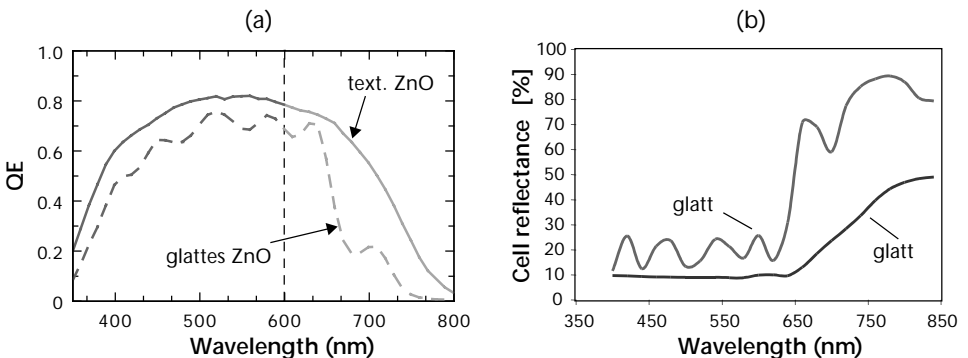 (a)
1.0
0.8
0.6
0.4
0.2
0
QE
text. ZnO
glattes ZnO
400
500
600
700
800
Wavelength (nm)
(b)
100
90
80
70
60
50
40
30
20
10
0
Cell reflectance [%]
glatt
glatt
350
450
550
650
750
850
Wavelength (nm)